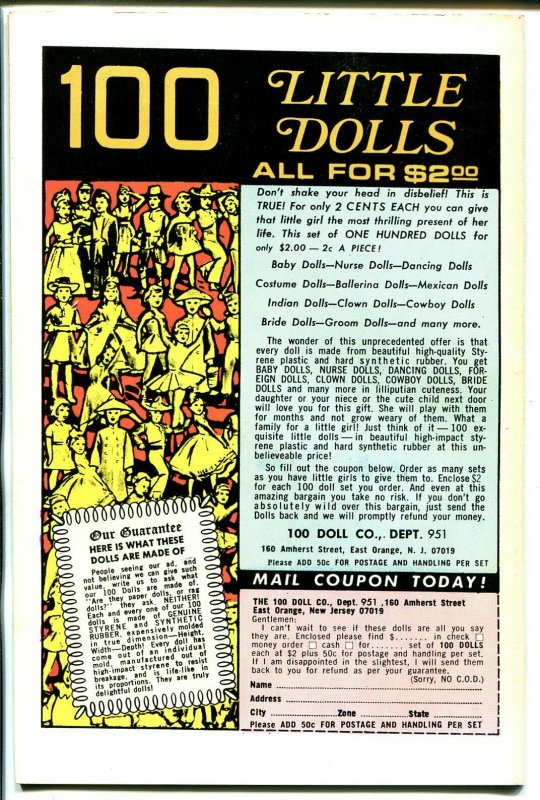 100
LITTLE
DOLLS
ALL FOR $2.00
Don't shake your head in disbelief! This is
TRUE! For only 2 CENTS EACH you can give
that little girl the most thrilling present of her
life. This set of ONE HUNDRED DOLLS for
only $2.00 — 2c A PIECE!
Baby Dolls—Nurse Dolls—Dancing Dolls
Costume Dolls—Ballerina Dolls—Mexican Dolls
Indian Dolls—Clown Dolls—Cowboy Dolls
Bride Dolls—Groom Dolls—and many more.
The wonder of this unprecedented offer is that
every doll is made from beautiful high-quality Sty-
rene plastic and hard synthetic rubber. You get
BABY DOLLS, NURSE DOLLS, DANCING DOLLS, FOR-
EIGN DOLLS, CLOWN DOLLS, COWBOY DOLLS, BRIDE
DOLLS and many more in lilliputian cuteness. Your
daughter or your niece or the cute child next door
will love you for this gift. She will play with them
for months and not grow weary of them. What a
family for a little girl! Just think of it — 100 ex-
quisite little dolls — in beautiful high-impact sty-
rene plastic and hard synthetic rubber at this un-
believeable price!
So fill out the coupon below. Order as many sets
as you have little girls to give them to. Enclose $2
for each 100 doll set you order. And even at this
amazing bargain you take no risk. If you don't go
absolutely wild over this bargain, just send the
Dolls back and we will promptly refund your money.
100 DOLL CO., DEPT. 951
160 Amherst Street, East Orange, N. J. 07019
Please ADD 50c FOR POSTAGE AND HANDLING PER SET
Our Guarantee
HERE IS WHAT THESE
DOLLS ARE MADE OF
People seeing our ad, and
not believing we can give such
value, write us to ask what
our 100 Dolls are made of.
"Are they paper dolls, or rag
dolls?" they ask NEITHER!
Each and every one of our 100
dolls is made of GENUINE
STYRENE and SYNTHETIC
RUBBER, expensively molded
in true dimension—Height,
Width—Depth! Every doll has
come out of an individual
mold, manufactured out of
high-impact styrene to resist
breakage, and is life-like in
its proportions. They are truly
delightful dolls!
MAIL COUPON TODAY!
THE 100 DOLL CO., Dept. 951, 160 Amherst Street
East Orange, New Jersey 07019
Gentlemen:
I can't wait to see if these dolls are all you say
they are. Enclosed please find $....... in check □
money order □ cash □ for....... set of 100 DOLLS
each at $2 plus 50c for postage and handling per set.
If I am disappointed in the slightest, I will send them
back to you for refund as per your guarantee.
(Sorry, NO C.O.D.)
Name
Address
City Zone State
Please ADD 50c FOR POSTAGE AND HANDLING PER SET